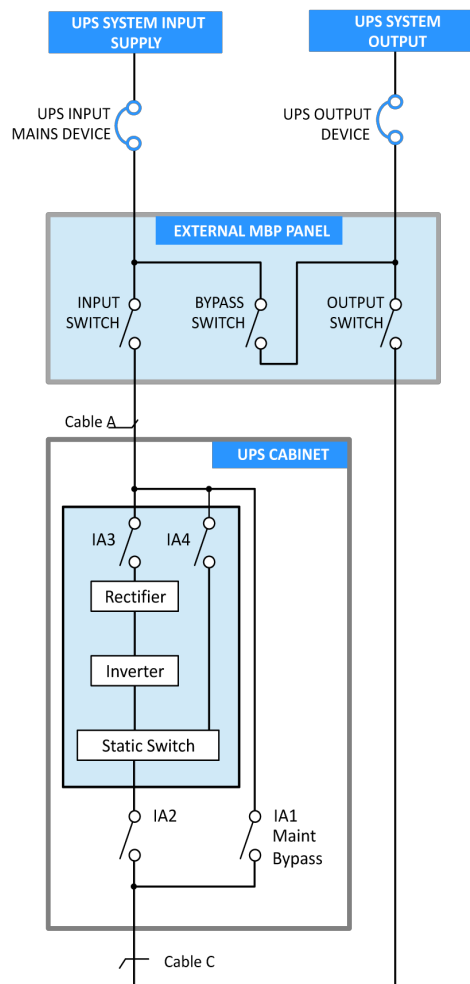 UPS SYSTEM INPUT
SUPPLY
UPS SYSTEM
OUTPUT
UPS INPUT
MAINS DEVICE
UPS OUTPUT
DEVICE
EXTERNAL MBP PANEL
INPUT
SWITCH
BYPASS
SWITCH
OUTPUT
SWITCH
Cable A
UPS CABINET
IA3
IA4
Rectifier
Inverter
Static Switch
IA2
IA1
Maint
Bypass
Cable C